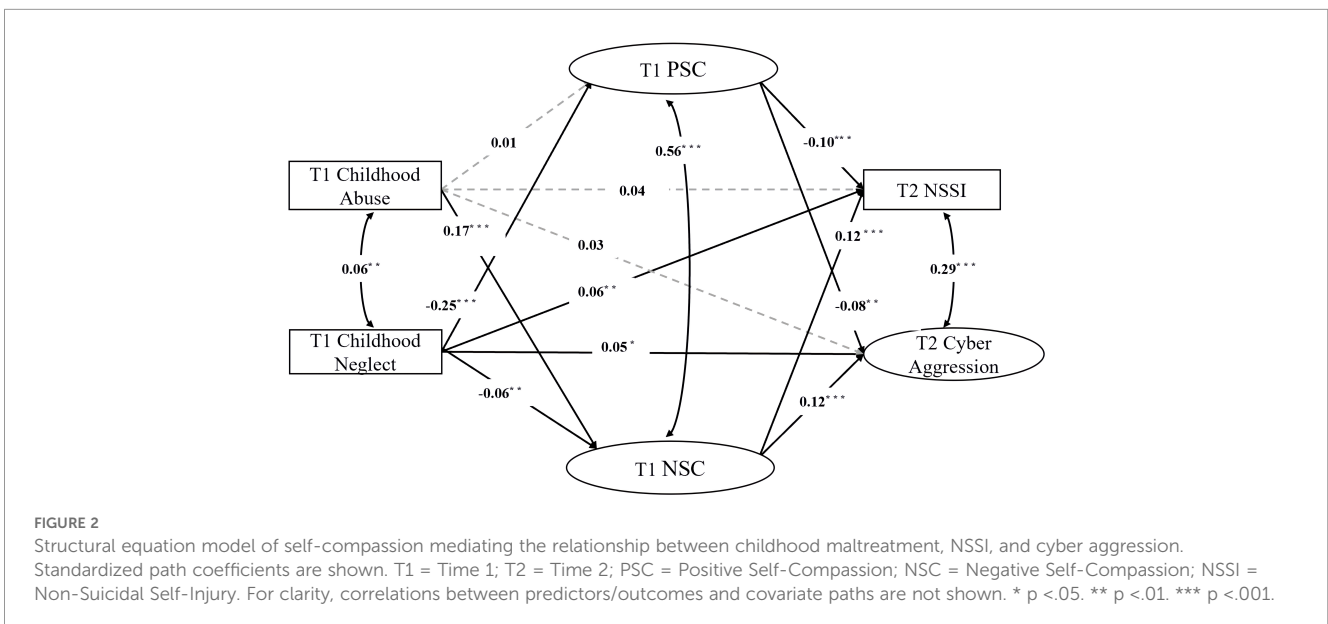 T1 PSC
0.01
-0.10***
0.56***
T1 Childhood
Abuse
0.04
T2 NSSI
0.17***
0.12***
0.03
0.06**
0.29***
0.06**
-0.25***
-0.08**
T1 Childhood
Neglect
0.05*
T2 Cyber
Aggression
-0.06**
0.12***
T1 NSC
FIGURE 2
Structural equation model of self-compassion mediating the relationship between childhood maltreatment, NSSI, and cyber aggression.
Standardized path coefficients are shown. T1 = Time 1; T2 = Time 2; PSC = Positive Self-Compassion; NSC = Negative Self-Compassion; NSSI =
Non-Suicidal Self-Injury. For clarity, correlations between predictors/outcomes and covariate paths are not shown. * p <.05. ** p <.01. *** p <.001.